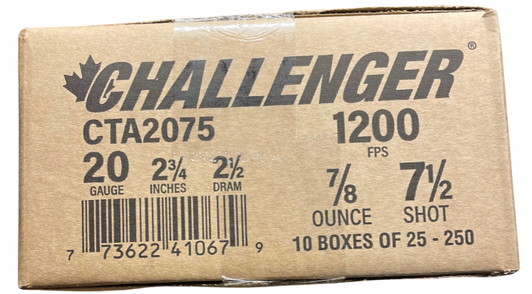 CHALLENGER®
CTA2075
1200
FPS
20 2¾ 2½
GAUGE INCHES DRAM
7/8 7½
OUNCE SHOT
7 73622 41067 9
10 BOXES OF 25 - 250